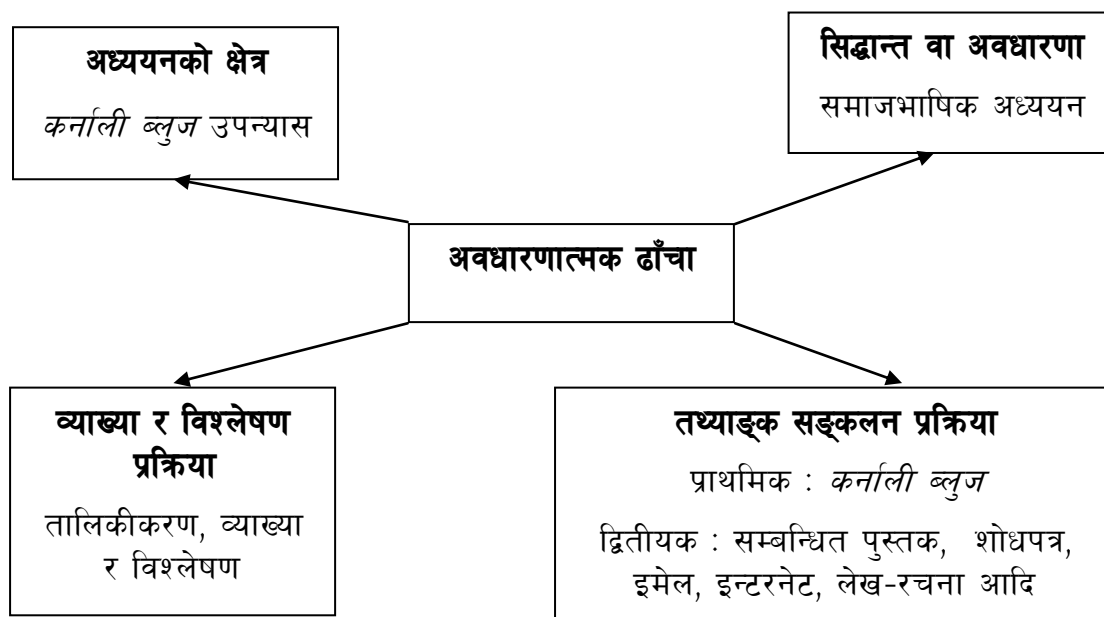 अध्ययनको क्षेत्र
कर्नाली ब्लुज उपन्यास
सिद्धान्त वा अवधारणा
समाजभाषिक अध्ययन
अवधारणात्मक ढाँचा
व्याख्या र विश्लेषण
प्रक्रिया
तालिकीकरण, व्याख्या
र विश्लेषण
तथ्याङ्क सङ्कलन प्रक्रिया
प्राथमिक : कर्नाली ब्लुज
द्वितीयक : सम्बन्धित पुस्तक, शोधपत्र,
इमेल, इन्टरनेट, लेख-रचना आदि